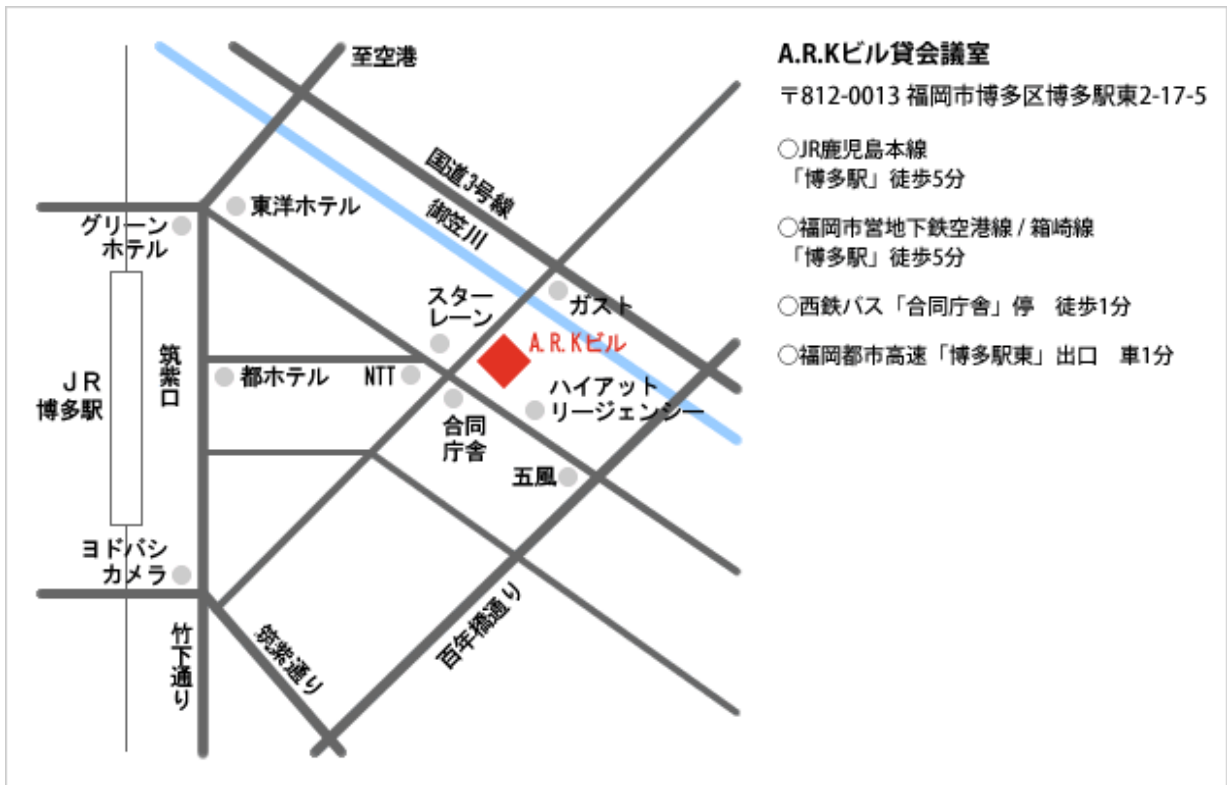 至空港
A.R.Kビル貸会議室
〒812-0013 福岡市博多区博多駅東2-17-5
○JR鹿児島本線
「博多駅」徒歩5分
○福岡市営地下鉄空港線 / 箱崎線
「博多駅」徒歩5分
○西鉄バス「合同庁舎」停　徒歩1分
○福岡都市高速「博多駅東」出口　車1分
国道3号線
御笠川
東洋ホテル
グリーン
ホテル
スター
レーン
ガスト
A.R.Kビル
筑紫口
都ホテル
NTT
ハイアット
リージェンシー
JR
博多駅
合同
庁舎
五風
ヨドバシ
カメラ
竹下通り
筑紫通り
百年橋通り